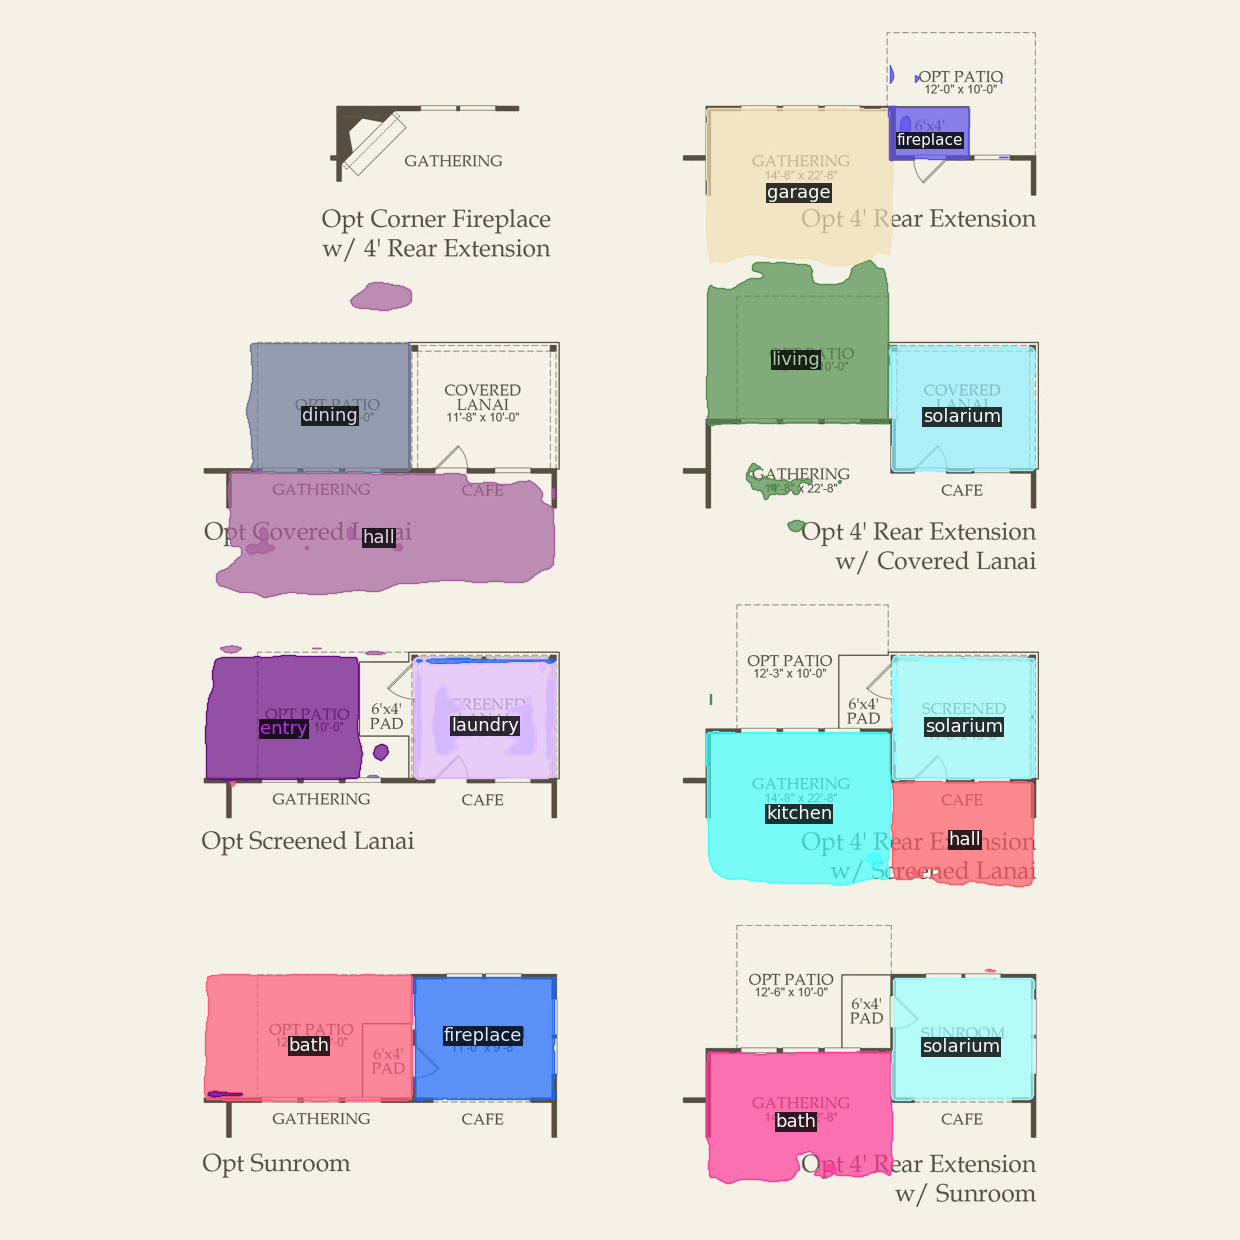 GATHERING
Opt Corner Fireplace
w/ 4' Rear Extension
OPT PATIO
12'-0" x 10'-0"
6'x4'
fireplace
GATHERING
14'-8" x 22'-8"
garage
Opt 4' Rear Extension
OPT PATIO
dining
COVERED
LANAI
11'-8" x 10'-0"
GATHERING
CAFE
Opt Covered Lanai
hall
living
COVERED
LANAI
solarium
GATHERING
14'-8" x 22'-8"
CAFE
Opt 4' Rear Extension
w/ Covered Lanai
OPT PATIO
entry
6'x4'
PAD
SCREENED
laundry
GATHERING
CAFE
Opt Screened Lanai
OPT PATIO
12'-3" x 10'-0"
6'x4'
PAD
SCREENED
solarium
GATHERING
14'-8" x 22'-8"
kitchen
CAFE
hall
Opt 4' Rear Extension
w/ Screened Lanai
OPT PATIO
bath
6'x4'
PAD
fireplace
GATHERING
CAFE
Opt Sunroom
OPT PATIO
12'-6" x 10'-0"
6'x4'
PAD
SUNROOM
solarium
GATHERING
bath
CAFE
Opt 4' Rear Extension
w/ Sunroom